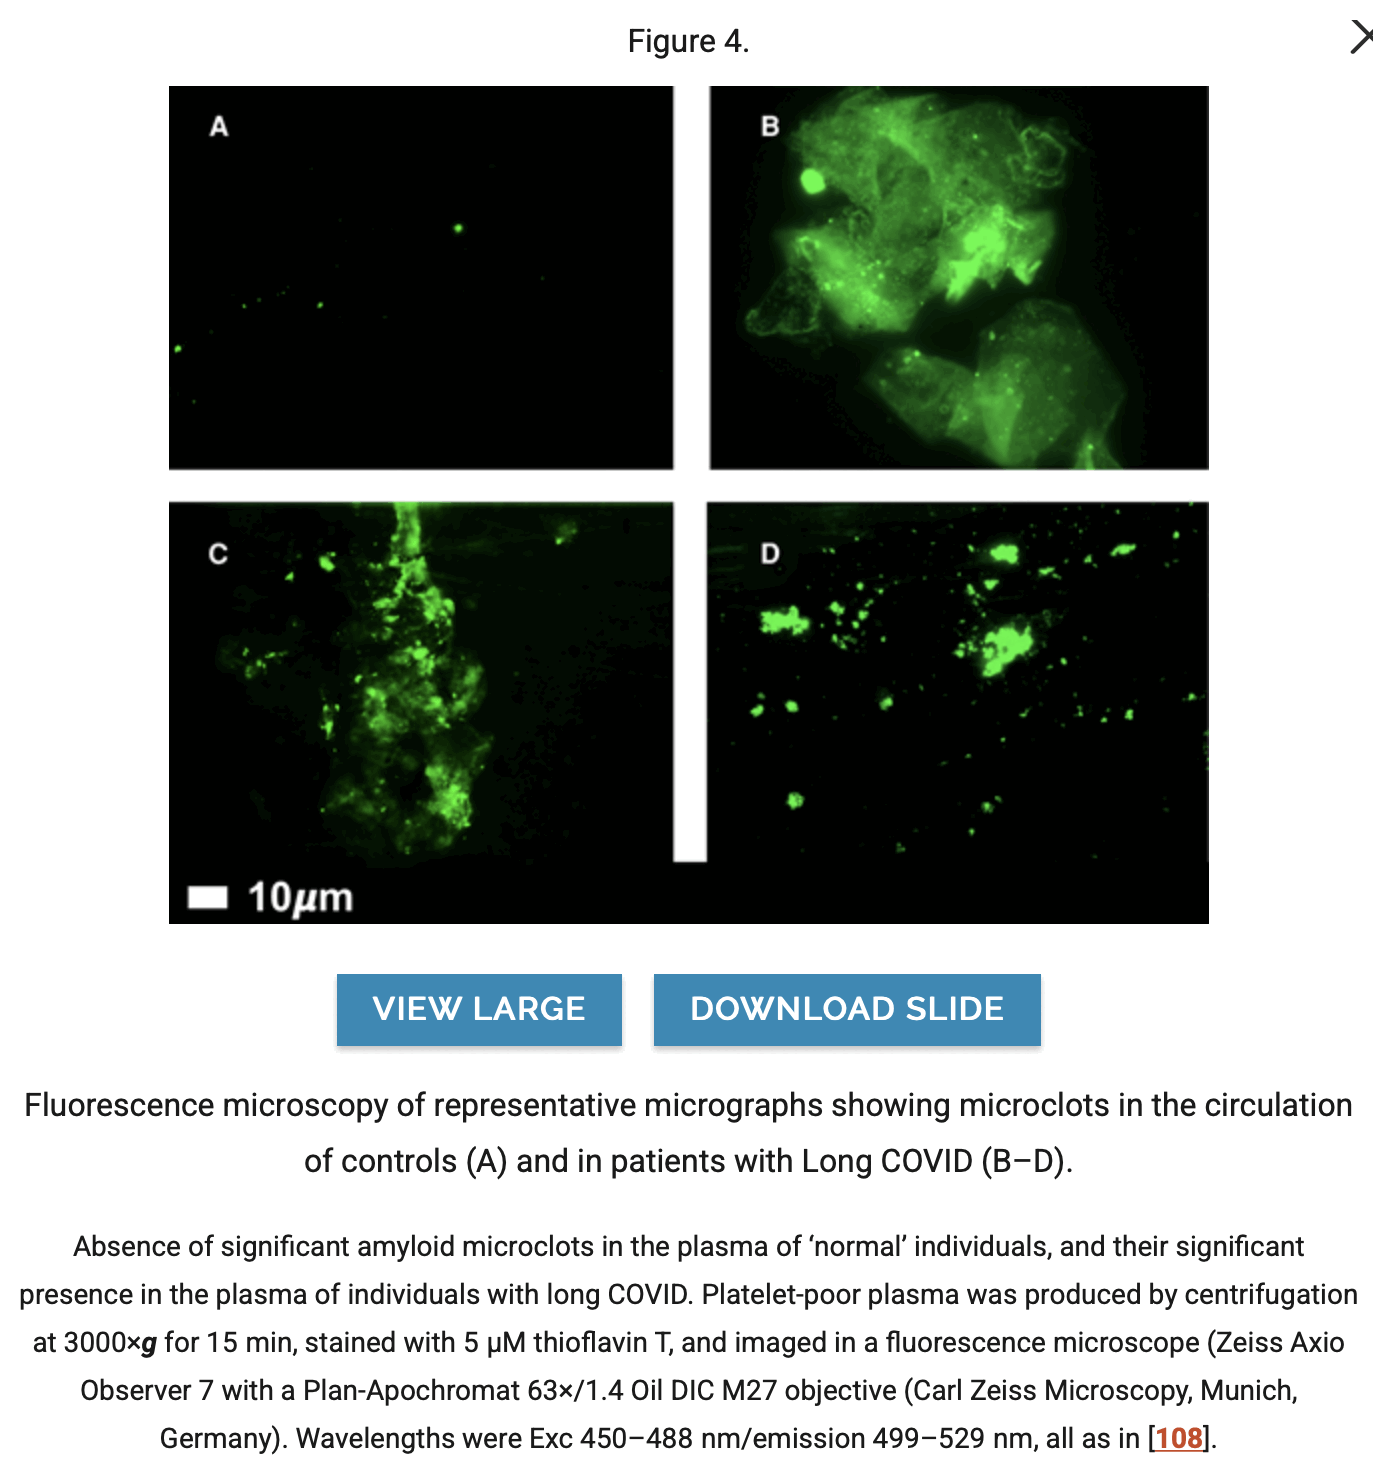 Figure 4.
A
B
C
D
10μm
VIEW LARGE
DOWNLOAD SLIDE
Fluorescence microscopy of representative micrographs showing microclots in the circulation
of controls (A) and in patients with Long COVID (B–D).
Absence of significant amyloid microclots in the plasma of ‘normal’ individuals, and their significant
presence in the plasma of individuals with long COVID. Platelet-poor plasma was produced by centrifugation
at 3000×g for 15 min, stained with 5 μM thioflavin T, and imaged in a fluorescence microscope (Zeiss Axio
Observer 7 with a Plan-Apochromat 63×/1.4 Oil DIC M27 objective (Carl Zeiss Microscopy, Munich,
Germany). Wavelengths were Exc 450–488 nm/emission 499–529 nm, all as in [108].